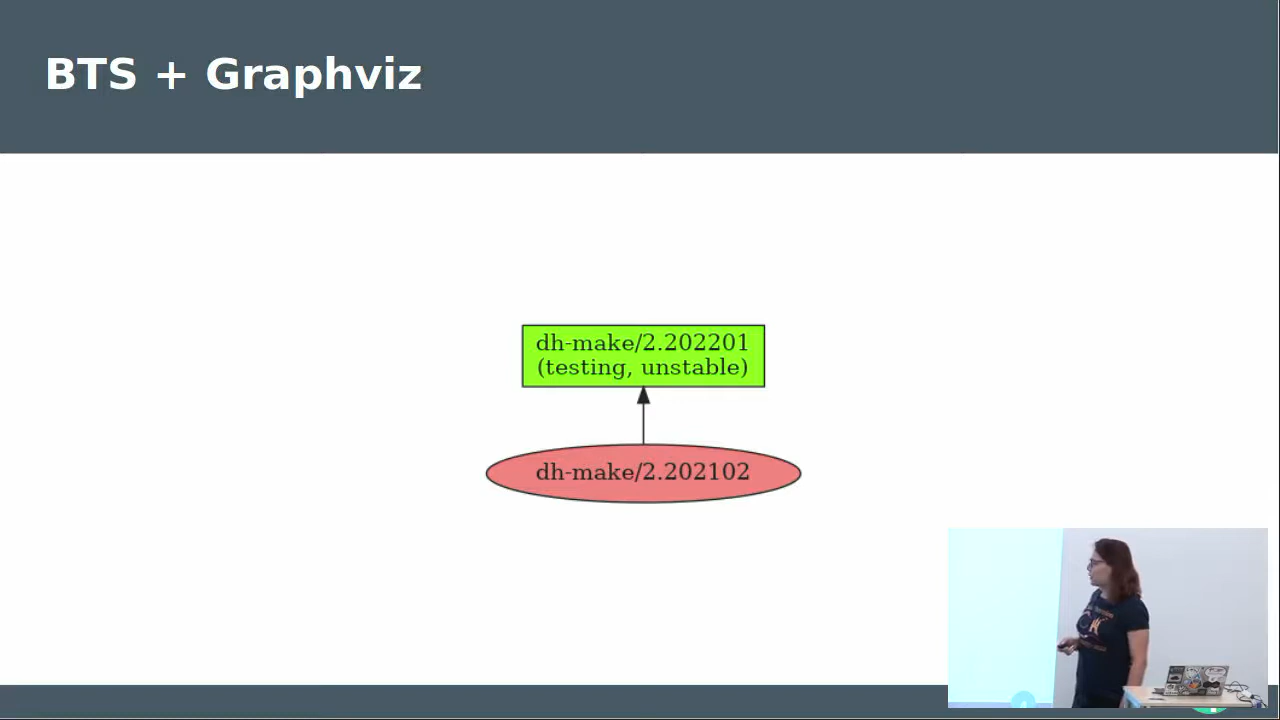 BTS + Graphviz
dh-make/2.202201
(testing, unstable)
dh-make/2.202102